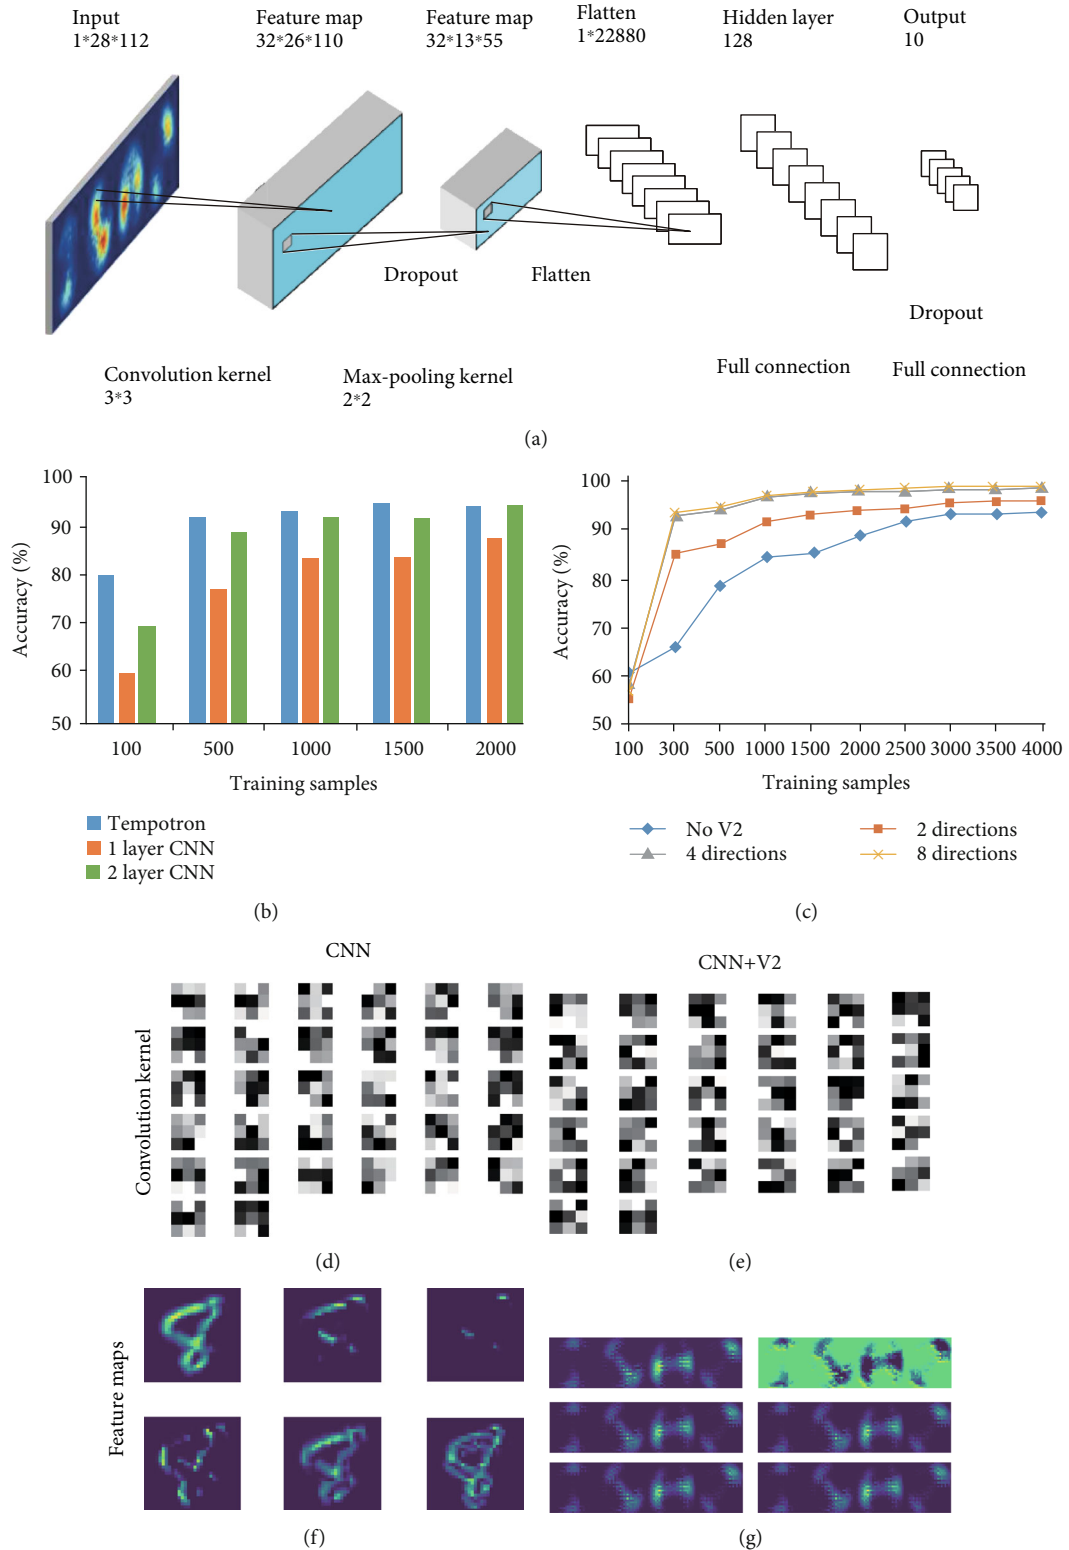 Input
1*28*112
Feature map
32*26*110
Feature map
32*13*55
Flatten
1*22880
Hidden layer
128
Output
10
Dropout
Flatten
Dropout
Convolution kernel
3*3
Max-pooling kernel
2*2
Full connection
Full connection
(a)
Accuracy (%)
100
90
80
70
60
50
100 500 1000 1500 2000
Training samples
Tempotron
1 layer CNN
2 layer CNN
(b)
Accuracy (%)
100
90
80
70
60
50
100 300 500 1000 1500 2000 2500 3000 3500 4000
Training samples
No V2
2 directions
4 directions
8 directions
(c)
CNN
CNN+V2
Convolution kernel
(d)
(e)
Feature maps
(f)
(g)